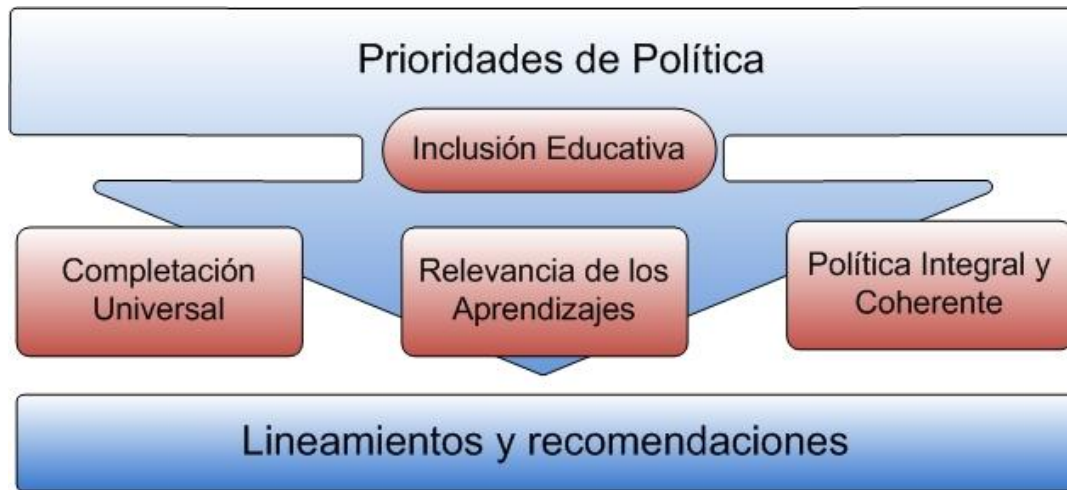 Prioridades de Política
Inclusión Educativa
Completación
Universal
Relevancia de los
Aprendizajes
Política Integral y
Coherente
Lineamientos y recomendaciones